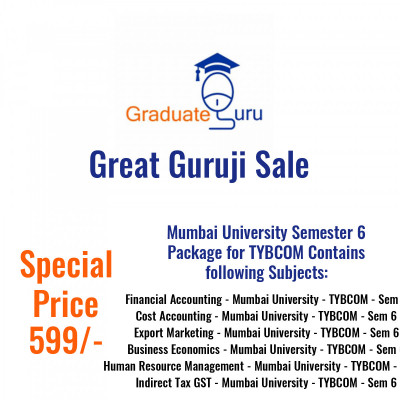 Graduate Guru
Great Guruji Sale
Mumbai University Semester 6
Package for TYBCOM Contains
following Subjects:
Special
Price
599/-
Financial Accounting - Mumbai University - TYBCOM - Sem
Cost Accounting - Mumbai University - TYBCOM - Sem 6
Export Marketing - Mumbai University - TYBCOM - Sem 6
Business Economics - Mumbai University - TYBCOM - Sem
Human Resource Management - Mumbai University - TYBCOM -
Indirect Tax GST - Mumbai University - TYBCOM - Sem 6